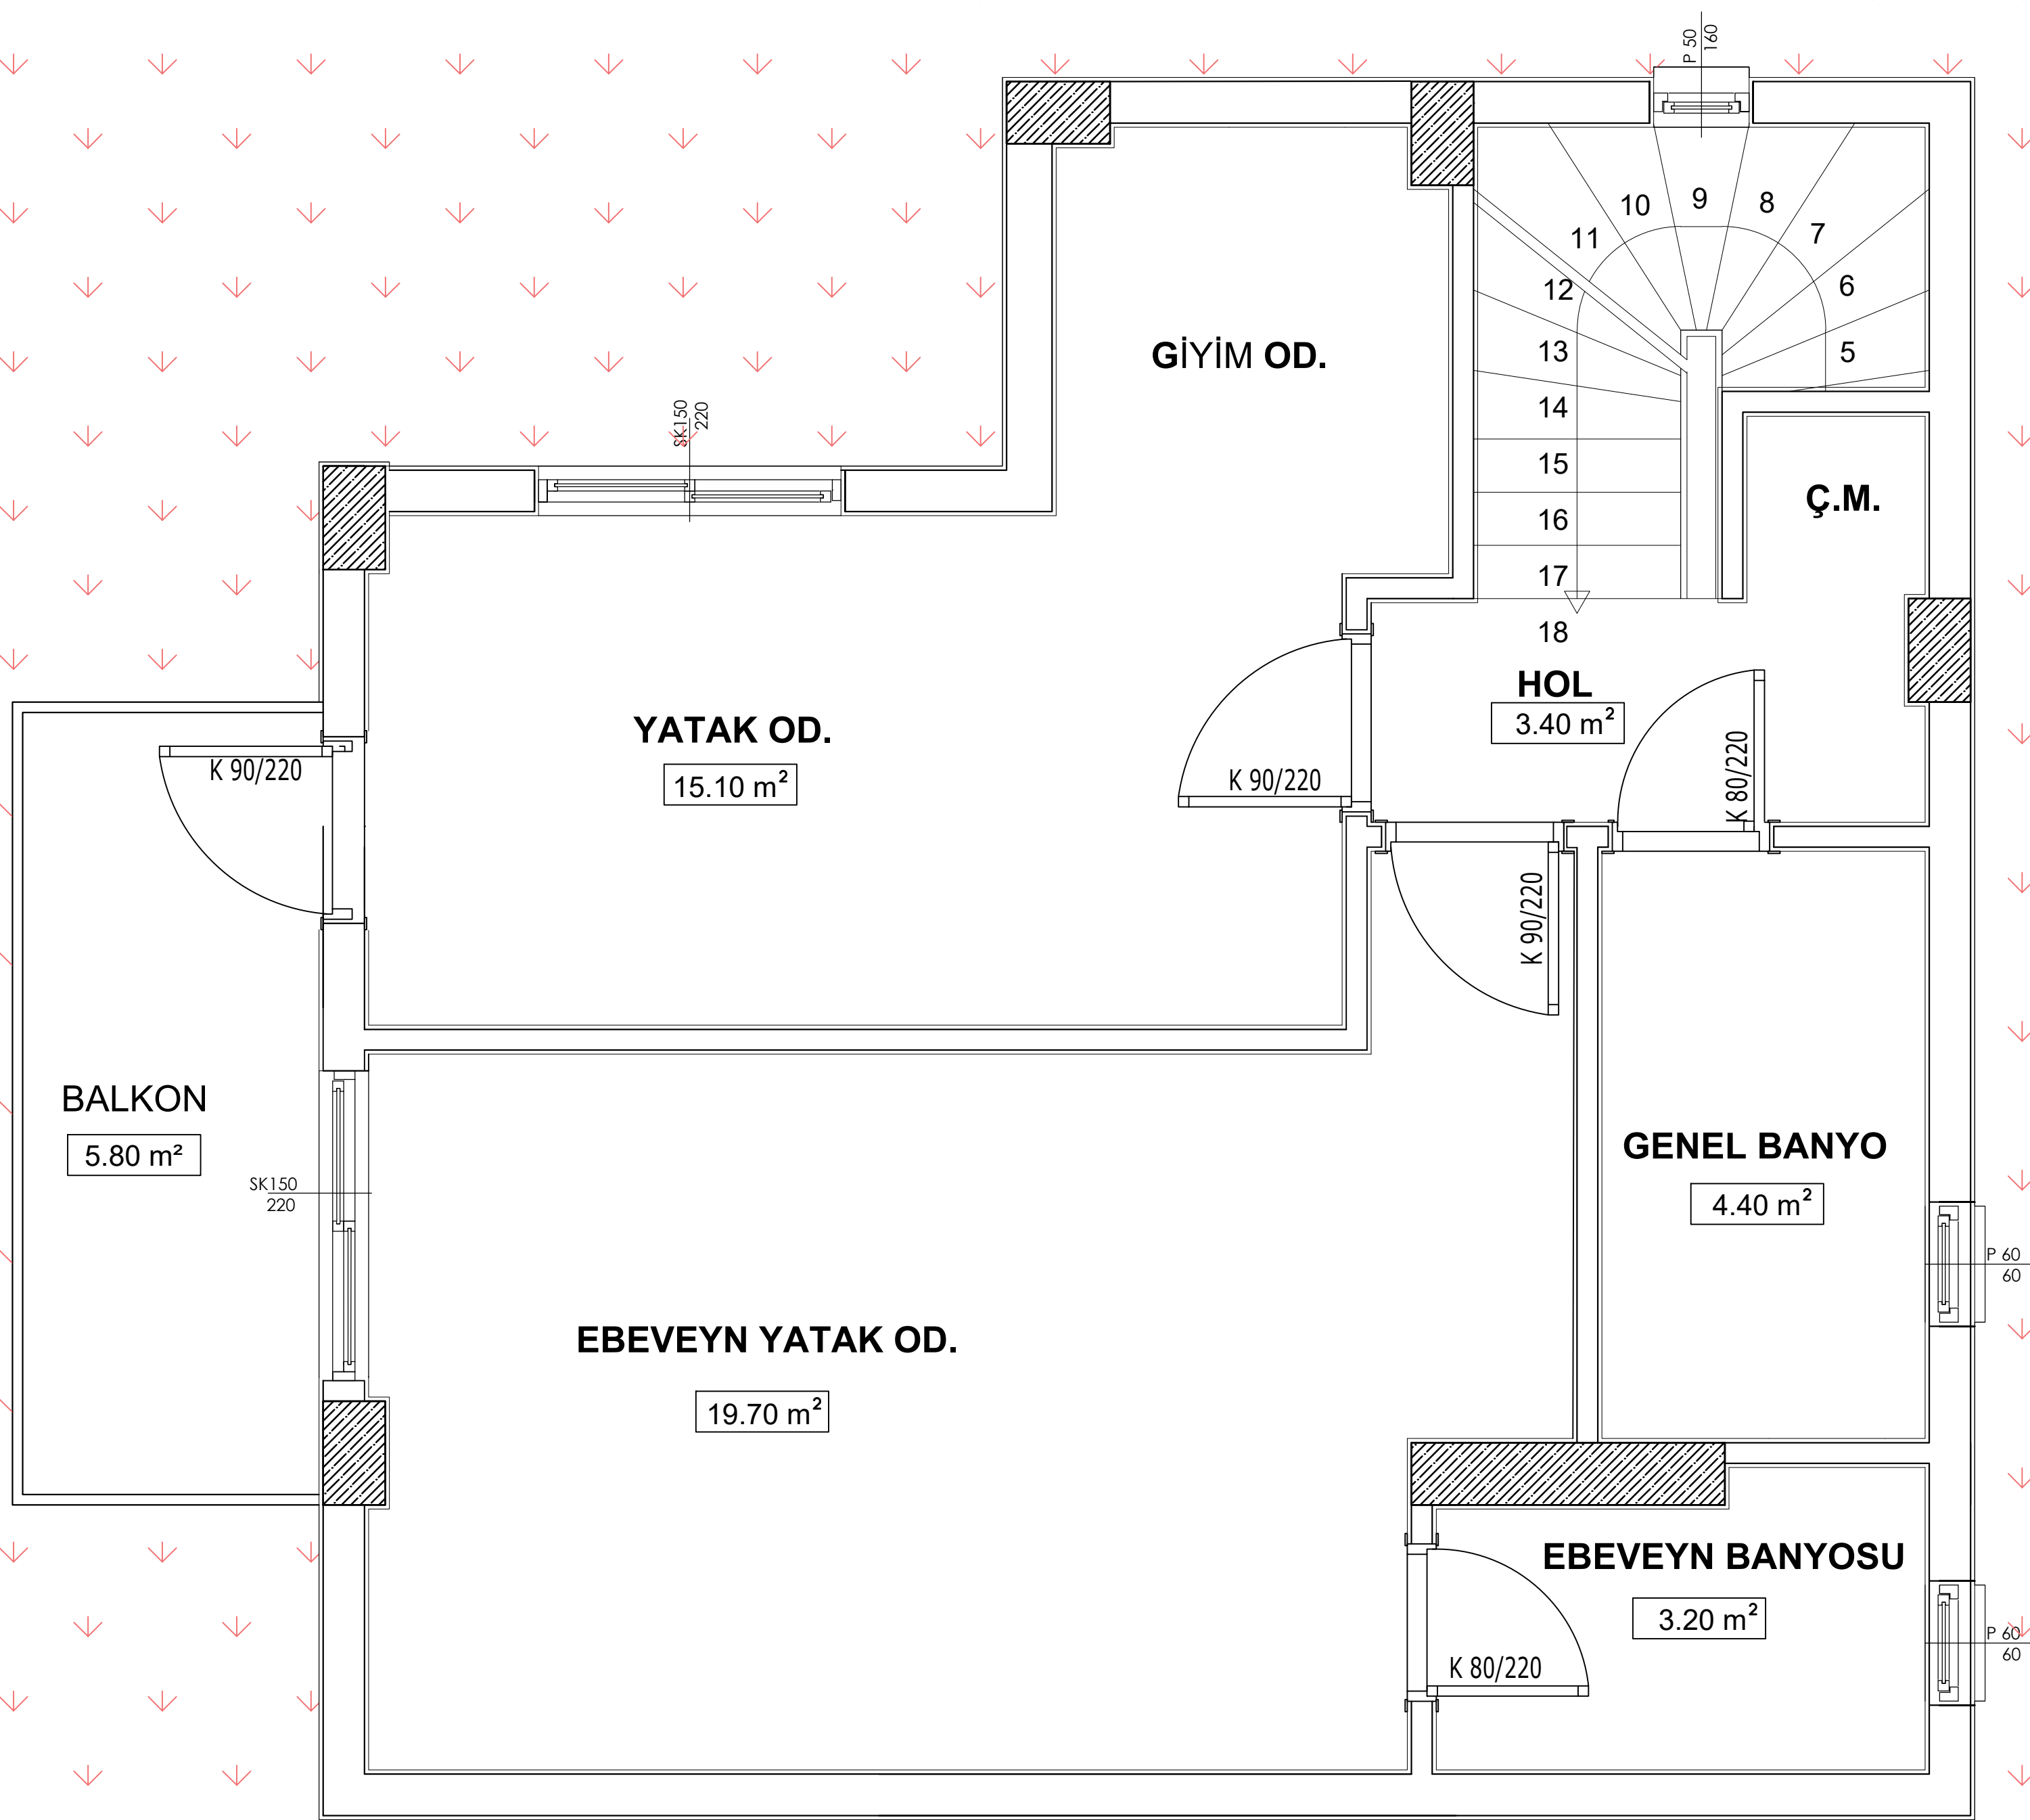 P 50
160
10
9
8
11
7
12
6
13
5
14
15
16
17
18
GİYİM OD.
Ç.M.
SK150
220
HOL
3.40 m²
YATAK OD.
15.10 m²
K 90/220
K 90/220
K 80/220
K 90/220
BALKON
5.80 m²
SK150
220
GENEL BANYO
4.40 m²
P 60
60
EBEVEYN YATAK OD.
19.70 m²
EBEVEYN BANYOSU
3.20 m²
K 80/220
P 60
60